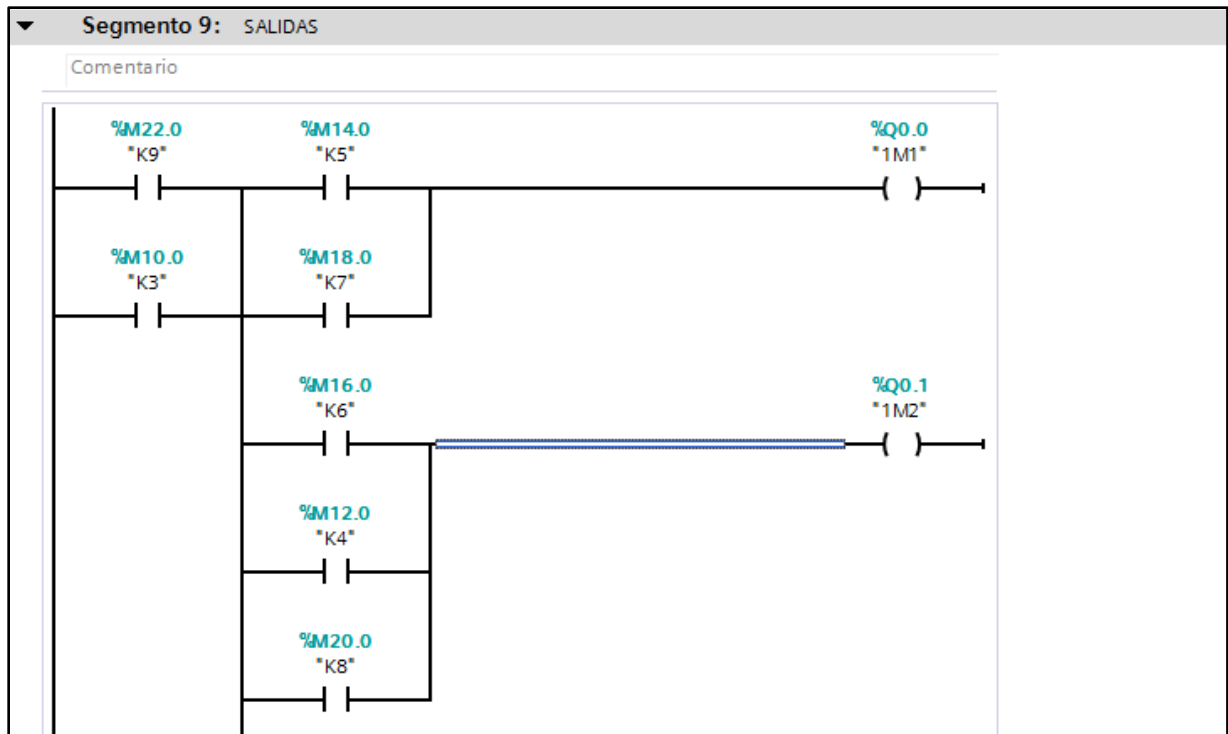 Segmento 9: SALIDAS
Comentario
%M22.0 %M14.0 %Q0.0
"K9" "K5" "1M1"
%M10.0 %M18.0
"K3" "K7"
%M16.0 %Q0.1
"K6" "1M2"
%M12.0
"K4"
%M20.0
"K8"